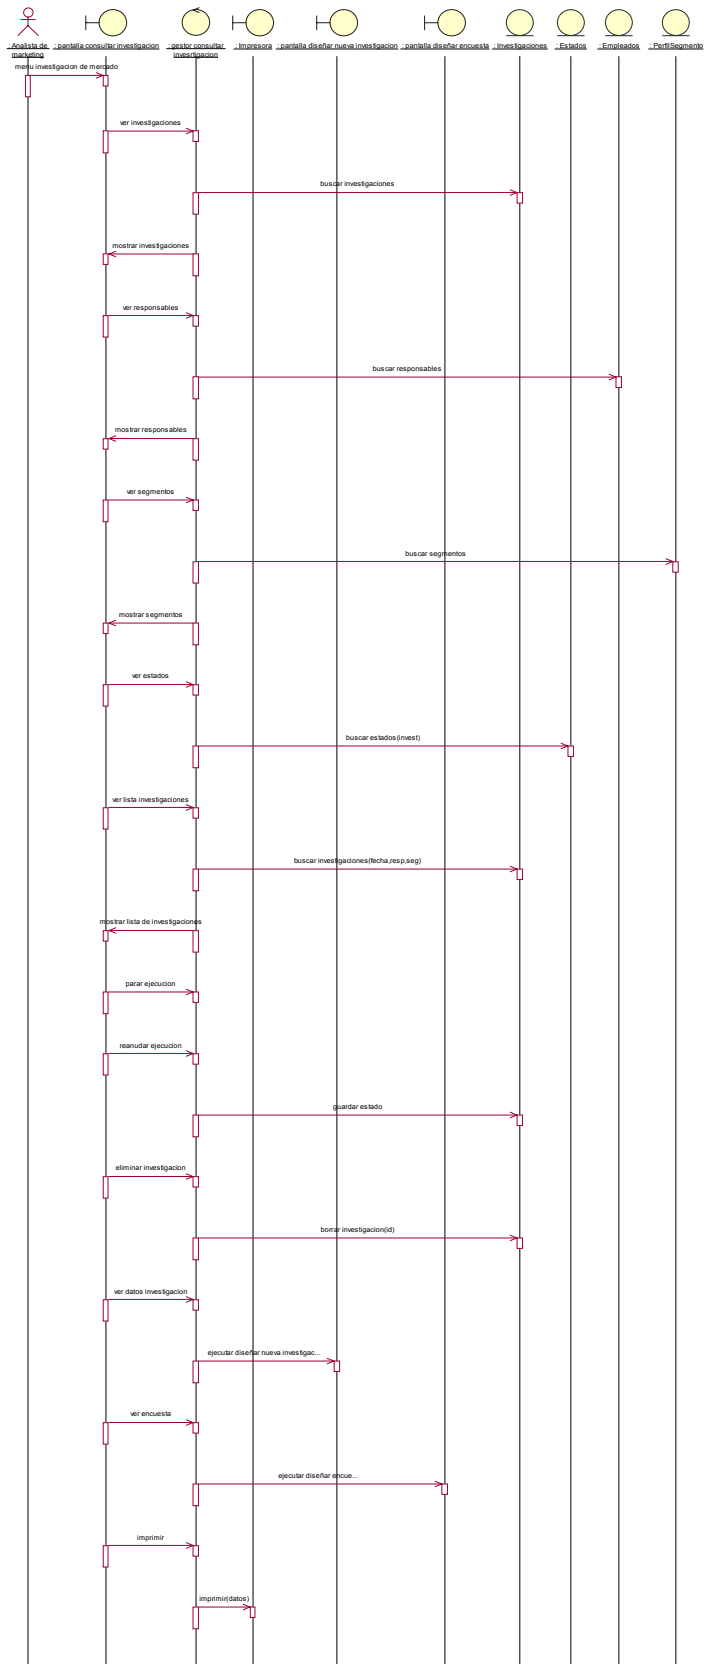 : Analista de
marketing
: pantalla consultar investigacion
: gestor consultar
invesrtigacion
: Impresora
: pantalla diseñar nueva investigacion
: pantalla diseñar encuesta
: Investigaciones
: Estados
: Empleados
: PerfilSegmento
menu investigacion de mercado
ver investigaciones
buscar investigaciones
mostrar investigaciones
ver responsables
buscar responsables
mostrar responsables
ver segmentos
buscar segmentos
mostrar segmentos
ver estados
buscar estados(invest)
ver lista investigaciones
buscar investigaciones(fecha,resp,seg)
mostrar lista de investigaciones
parar ejecucion
reanudar ejecucion
guardar estado
eliminar investigacion
borrar investigacion(id)
ver datos investigacion
ejecutar diseñar nueva investigac...
ver encuesta
ejecutar diseñar encue...
imprimir
imprimir(datos)